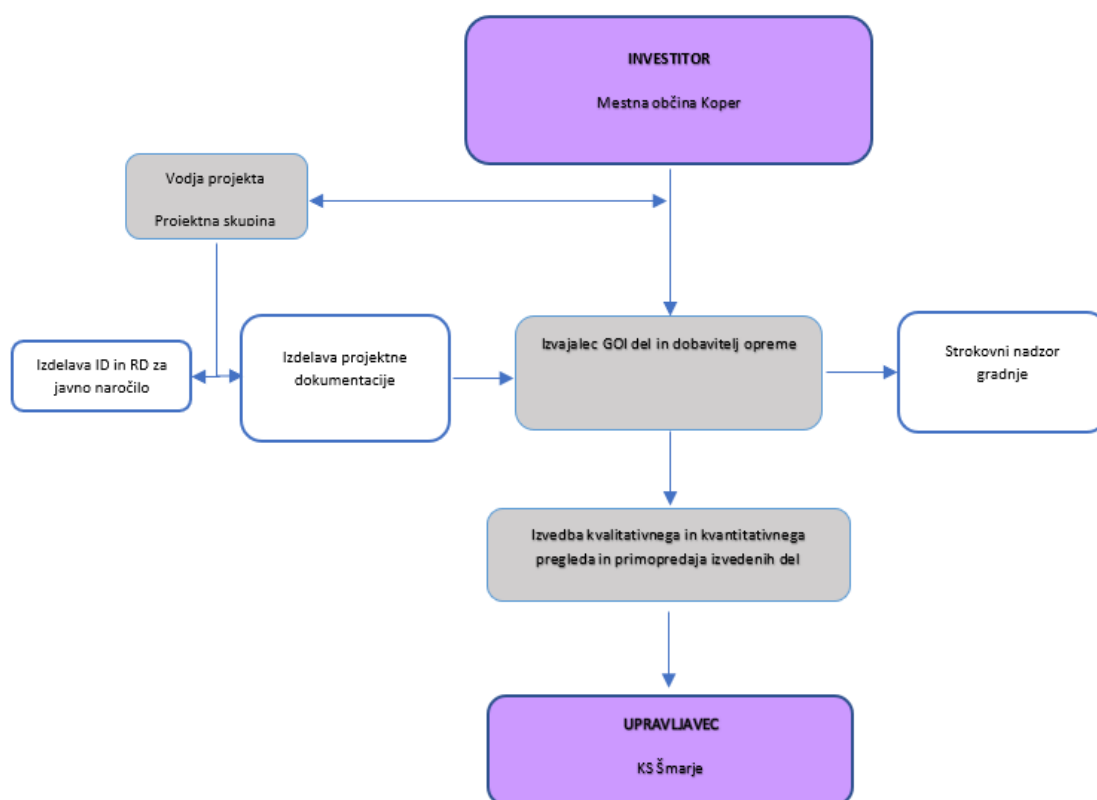 INVESTITOR
Mestna občina Koper
Vodja projekta
Projektna skupina
Izdelava ID in RD za
javno naročilo
Izdelava projektne
dokumentacije
Izvajalec GOI del in dobavitelj opreme
Strokovni nadzor
gradnje
Izvedba kvalitativnega in kvantitativnega
pregleda in primopredaja izvedenih del
UPRAVLJAVEC
KS Šmarje